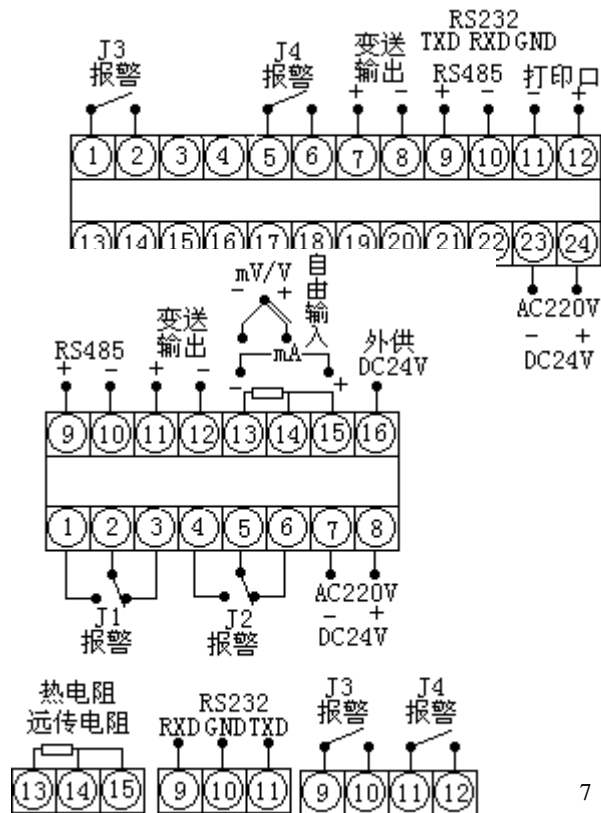 RS232
J3 J4 变送 TXD RXD GND
报警 报警 输出 RS485 打印口
+ − + − − +
1 2 3 4 5 6 7 8 9 10 11 12
13 14 15 16 17 18 19 20 21 22 23 24
mV/V 自由输入
− +
AC220V
− +
DC24V
变送
RS485 输出 mA 外供
+ − + − − + DC24V
9 10 11 12 13 14 15 16
1 2 3 4 5 6 7 8
J1 J2 AC220V
报警 报警 − +
DC24V
热电阻 RS232 J3 J4
远传电阻 RXD GND TXD 报警 报警
13 14 15 9 10 11 9 10 11 12
7